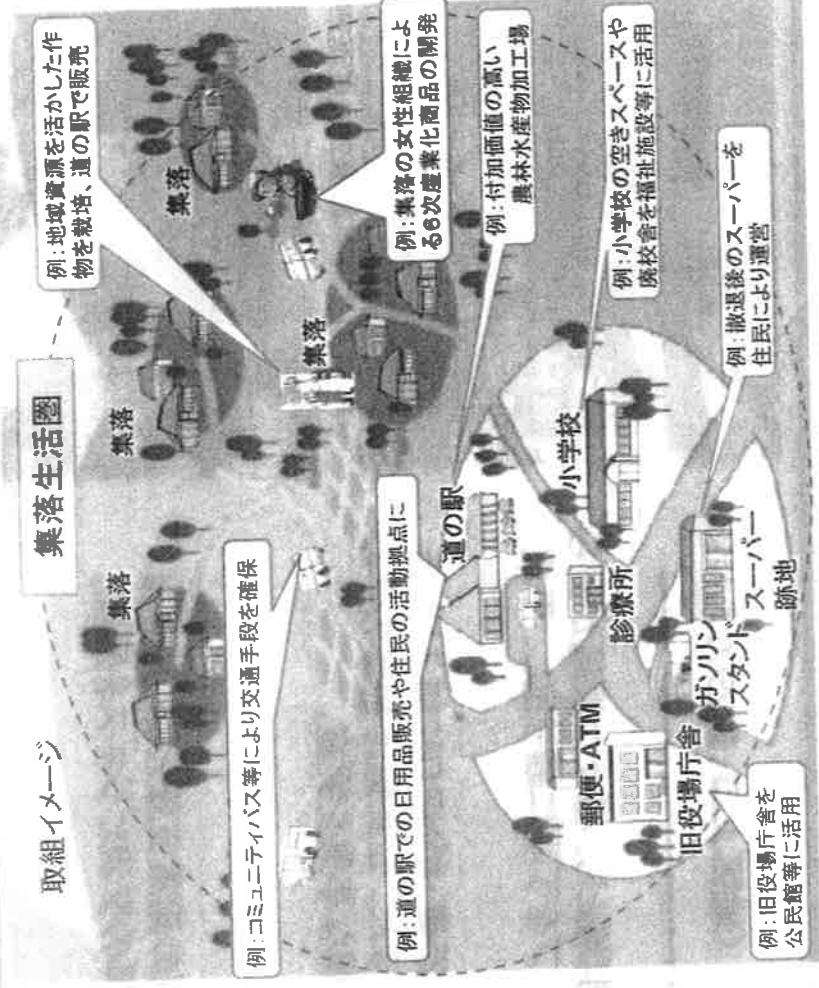 取組イメージ
集落生活圏
集落
集落
集落
集落
例:地域資源を活かした作
物を栽培、道の駅で販売
例:コミュニティバス等により交通手段を確保
例:集落の女性組織によ
る6次産業化商品の開発
例:道の駅での日用品販売や住民の活動拠点に
例:付加価値の高い
農林水産物加工場
道の駅
小学校
例:小学校の空きスペースや
廃校舎を福祉施設等に活用
郵便・ATM
診療所
旧役場庁舎
ガソリン
スタンド
スーパー
跡地
例:撤退後のスーパーを
住民により運営
例:旧役場庁舎を
公民館等に活用